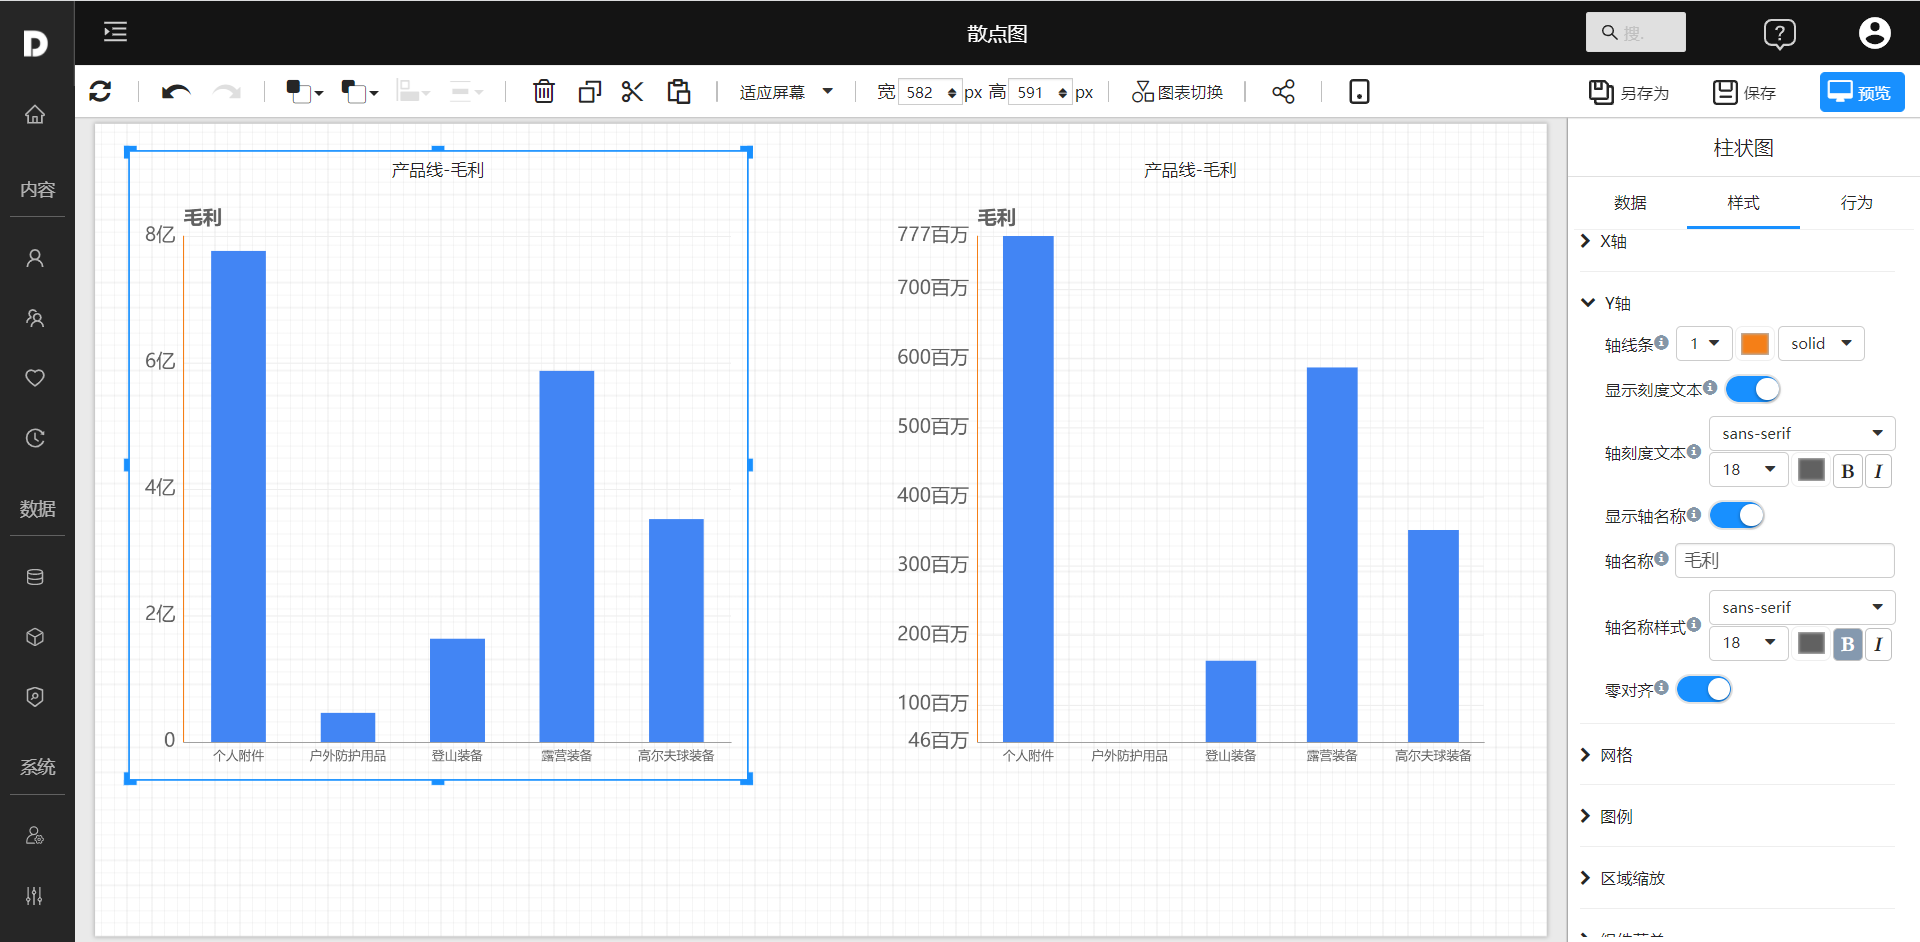 D
散点图
搜.
适应屏幕
宽 582 px 高 591 px
图表切换
另存为
保存
预览
内容
数据
系统
产品线-毛利
毛利
8亿
6亿
4亿
2亿
0
个人附件
户外防护用品
登山装备
露营装备
高尔夫球装备
产品线-毛利
毛利
777百万
700百万
600百万
500百万
400百万
300百万
200百万
100百万
46百万
个人附件
户外防护用品
登山装备
露营装备
高尔夫球装备
柱状图
数据 样式 行为
X轴
Y轴
轴线条 1 solid
显示刻度文本
sans-serif
轴刻度文本
18 B I
显示轴名称
轴名称 毛利
sans-serif
轴名称样式
18 B I
零对齐
网格
图例
区域缩放